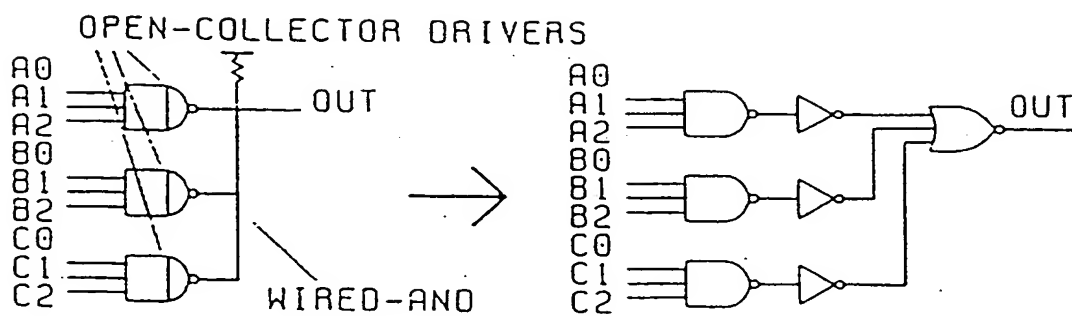 OPEN-COLLECTOR DRIVERS
A0
A1
A2
B0
B1
B2
C0
C1
C2
OUT
WIRED-AND
A0
A1
A2
B0
B1
B2
C0
C1
C2
OUT